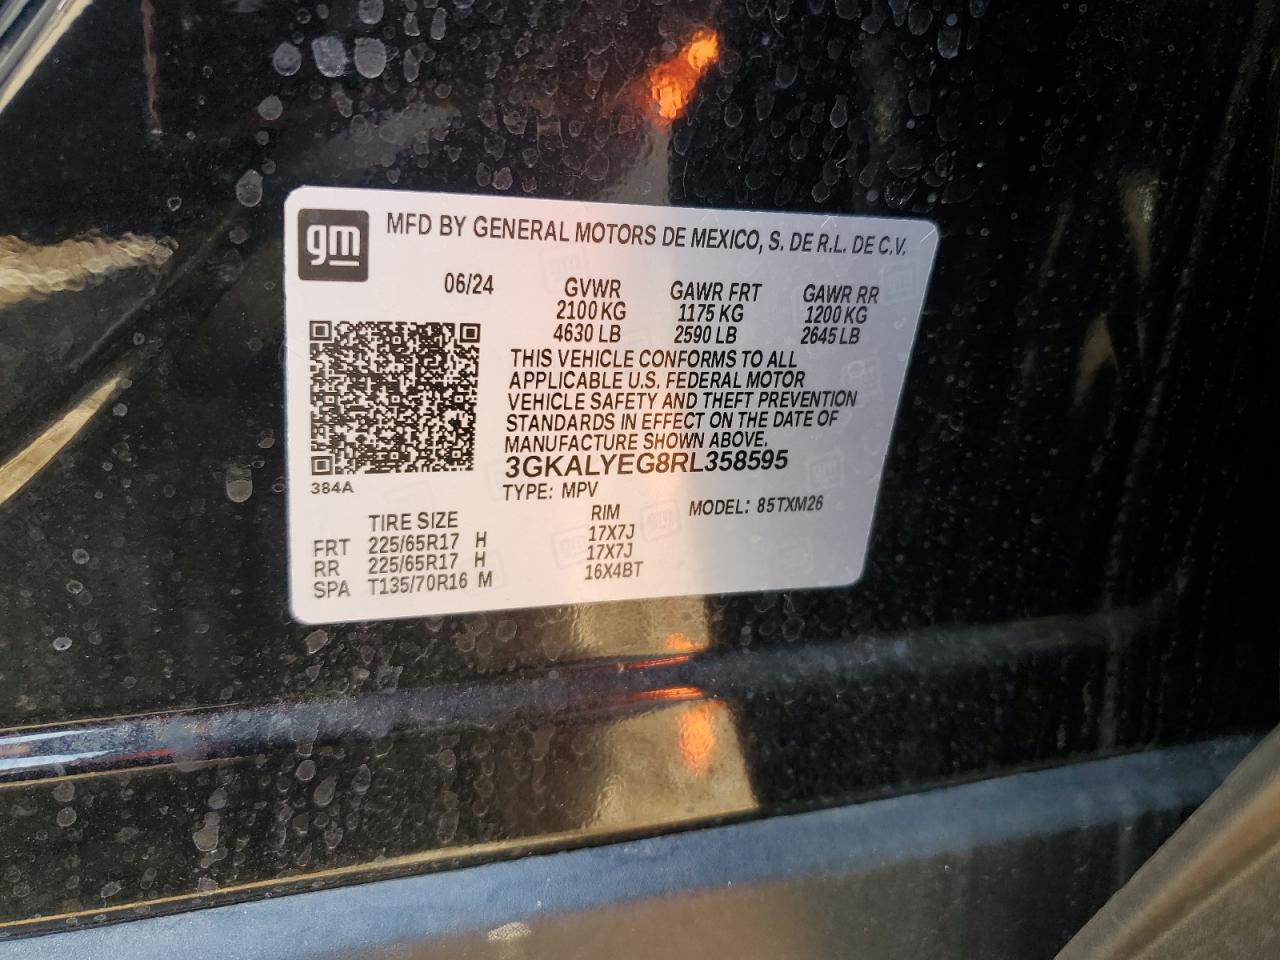 gm
MFD BY GENERAL MOTORS DE MEXICO, S. DE R.L. DE C.V.
06/24 GVWR GAWR FRT GAWR RR
2100 KG 1175 KG 1200 KG
4630 LB 2590 LB 2645 LB
THIS VEHICLE CONFORMS TO ALL
APPLICABLE U.S. FEDERAL MOTOR
VEHICLE SAFETY AND THEFT PREVENTION
STANDARDS IN EFFECT ON THE DATE OF
MANUFACTURE SHOWN ABOVE.
3GKALYEG8RL358595
384A
TYPE: MPV MODEL: 85TXM26
TIRE SIZE RIM
FRT 225/65R17 H 17X7J
RR 225/65R17 H 17X7J
SPA T135/70R16 M 16X4BT